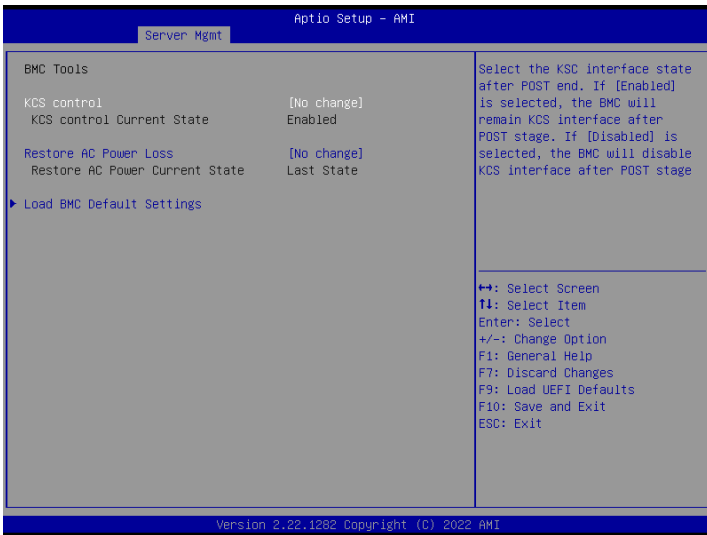 Aptio Setup – AMI
Server Mgmt
BMC Tools
KCS control [No change]
KCS control Current State Enabled
Restore AC Power Loss [No change]
Restore AC Power Current State Last State
Load BMC Default Settings
Select the KSC interface state
after POST end. If [Enabled]
is selected, the BMC will
remain KCS interface after
POST stage. If [Disabled] is
selected, the BMC will disable
KCS interface after POST stage
↔: Select Screen
↑↓: Select Item
Enter: Select
+/-: Change Option
F1: General Help
F7: Discard Changes
F9: Load UEFI Defaults
F10: Save and Exit
ESC: Exit
Version 2.22.1282 Copyright (C) 2022 AMI